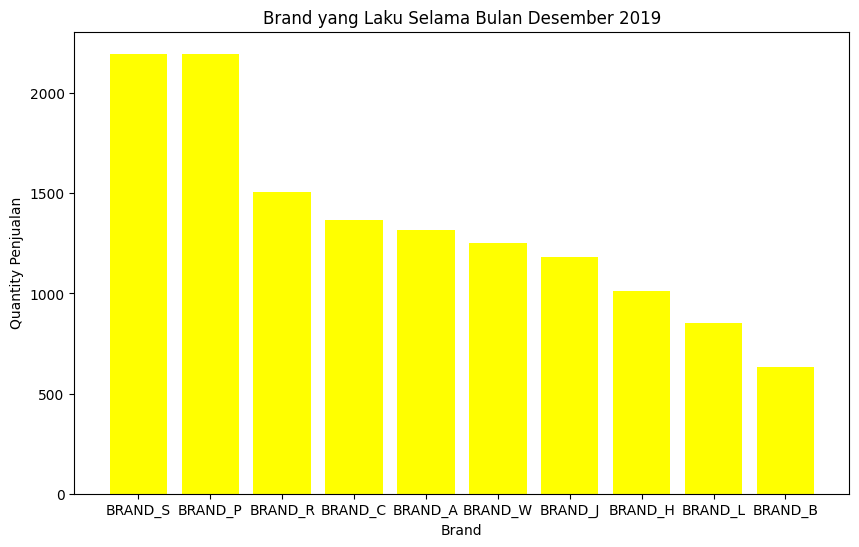 Brand yang Laku Selama Bulan Desember 2019
Quantity Penjualan
2000
1500
1000
500
0
BRAND_S BRAND_P BRAND_R BRAND_C BRAND_A BRAND_W BRAND_J BRAND_H BRAND_L BRAND_B
Brand